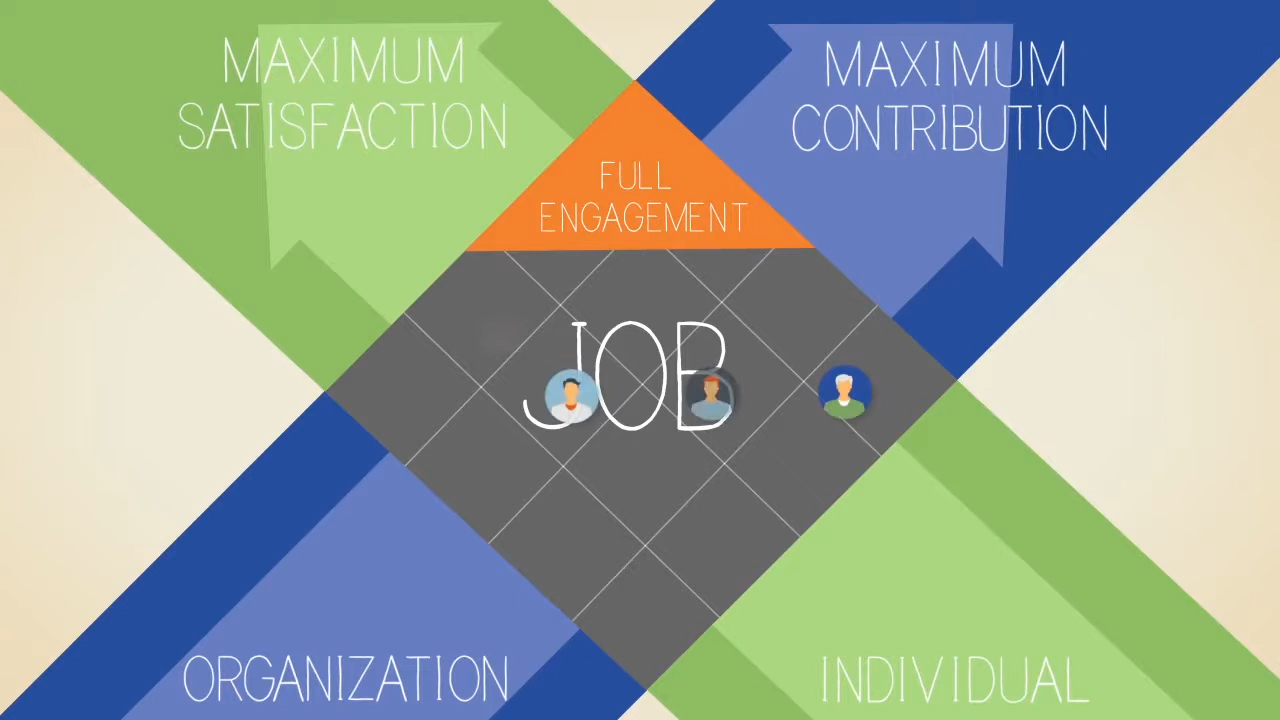 MAXIMUM
SATISFACTION
MAXIMUM
CONTRIBUTION
FULL
ENGAGEMENT
JOB
ORGANIZATION
INDIVIDUAL